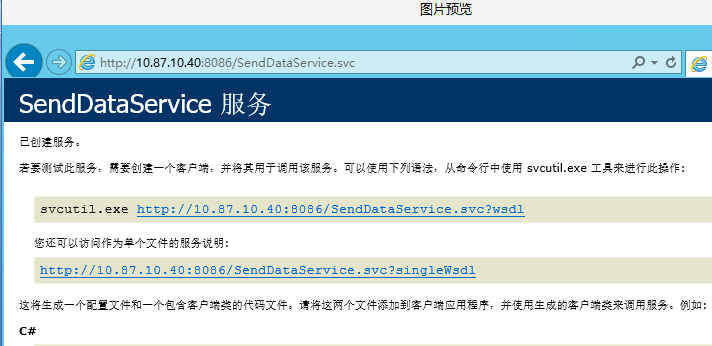 图片预览
http://10.87.10.40:8086/SendDataService.svc
SendDataService 服务
已创建服务。
若要测试此服务，需要创建一个客户端，并将其用于调用该服务。可以使用下列语法，从命令行中使用 svcutil.exe 工具来进行此操作:
svcutil.exe http://10.87.10.40:8086/SendDataService.svc?wsdl
您还可以访问作为单个文件的服务说明:
http://10.87.10.40:8086/SendDataService.svc?singleWsdl
这将生成一个配置文件和一个包含客户端类的代码文件。请将这两个文件添加到客户端应用程序，并使用生成的客户端类来调用服务。例如:
C#